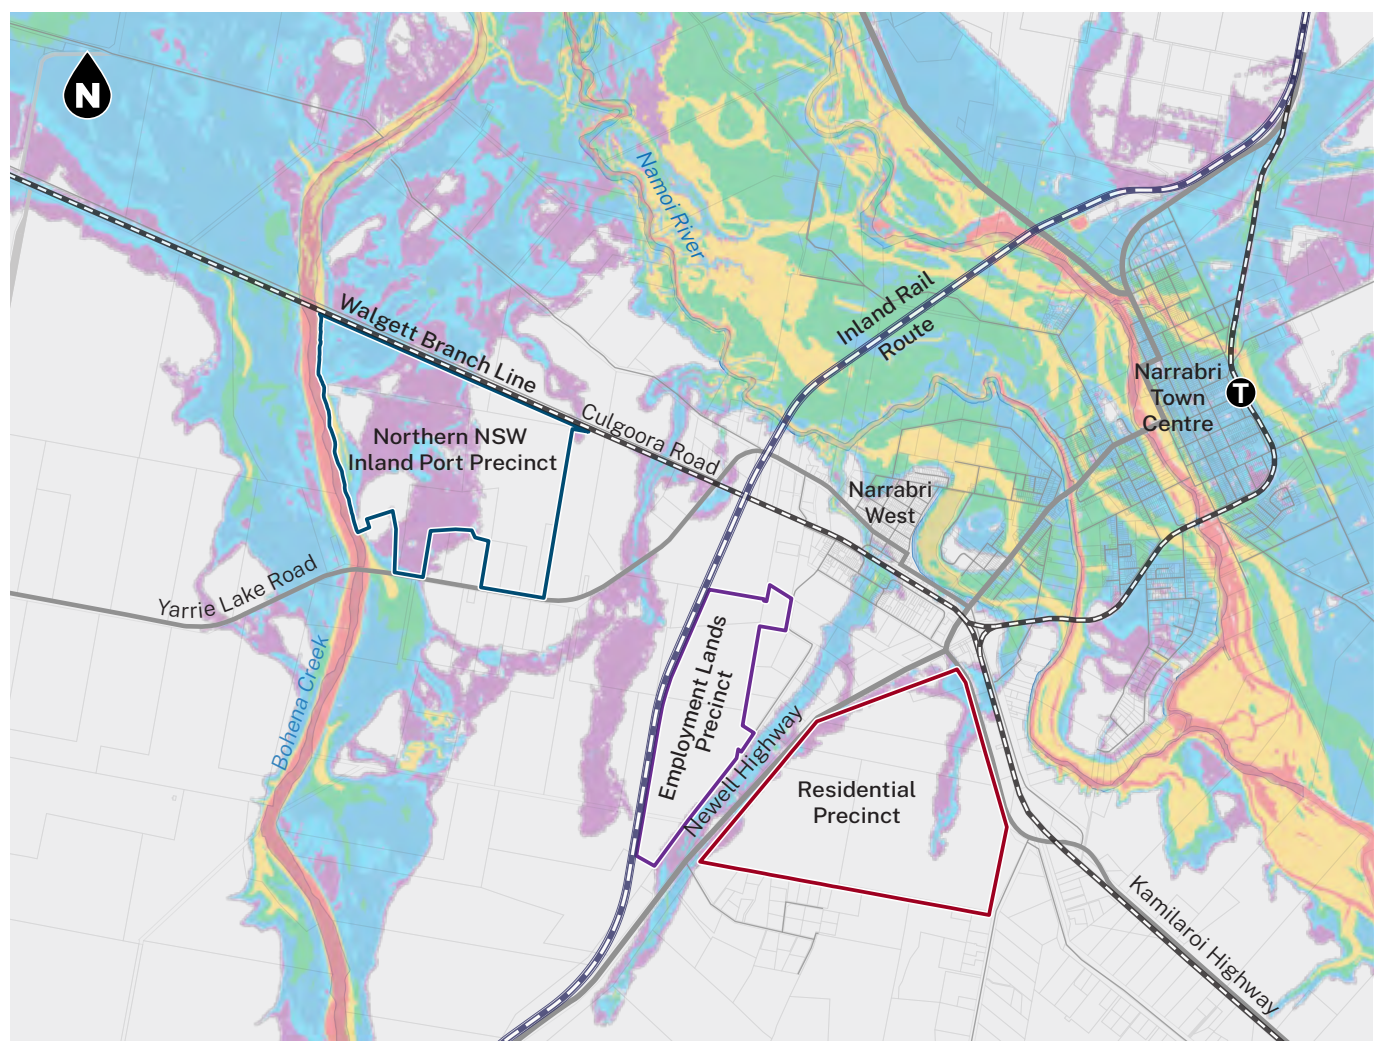 N
Namoi River
Inland Rail
Route
Walgett Branch Line
Narrabri
Town
Centre
T
Culgoora Road
Northern NSW
Inland Port Precinct
Narrabri
West
Yarrie Lake Road
Bohena Creek
Employment Lands
Precinct
Newell Highway
Residential
Precinct
Kamilaroi Highway